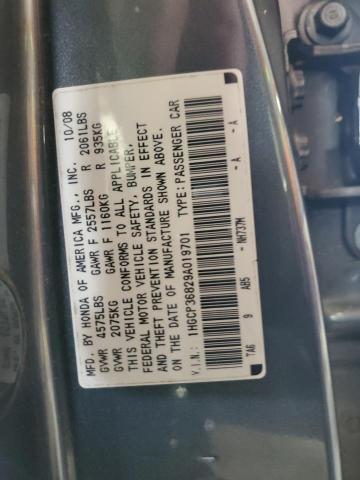 MFD. BY HONDA OF AMERICA MFG., INC. 10/08
GVWR 4575LBS GAWR F 2557LBS R 2061LBS
GVWR 2075KG GAWR F 1160KG R 935KG
THIS VEHICLE CONFORMS TO ALL APPLICABLE
FEDERAL MOTOR VEHICLE SAFETY, BUMPER,
AND THEFT PREVENTION STANDARDS IN EFFECT
ON THE DATE OF MANUFACTURE SHOWN ABOVE.
V.I.N.: 1HGCP36829A019701 TYPE: PASSENGER CAR
TAG 9 AB5 - NH737M - A - A